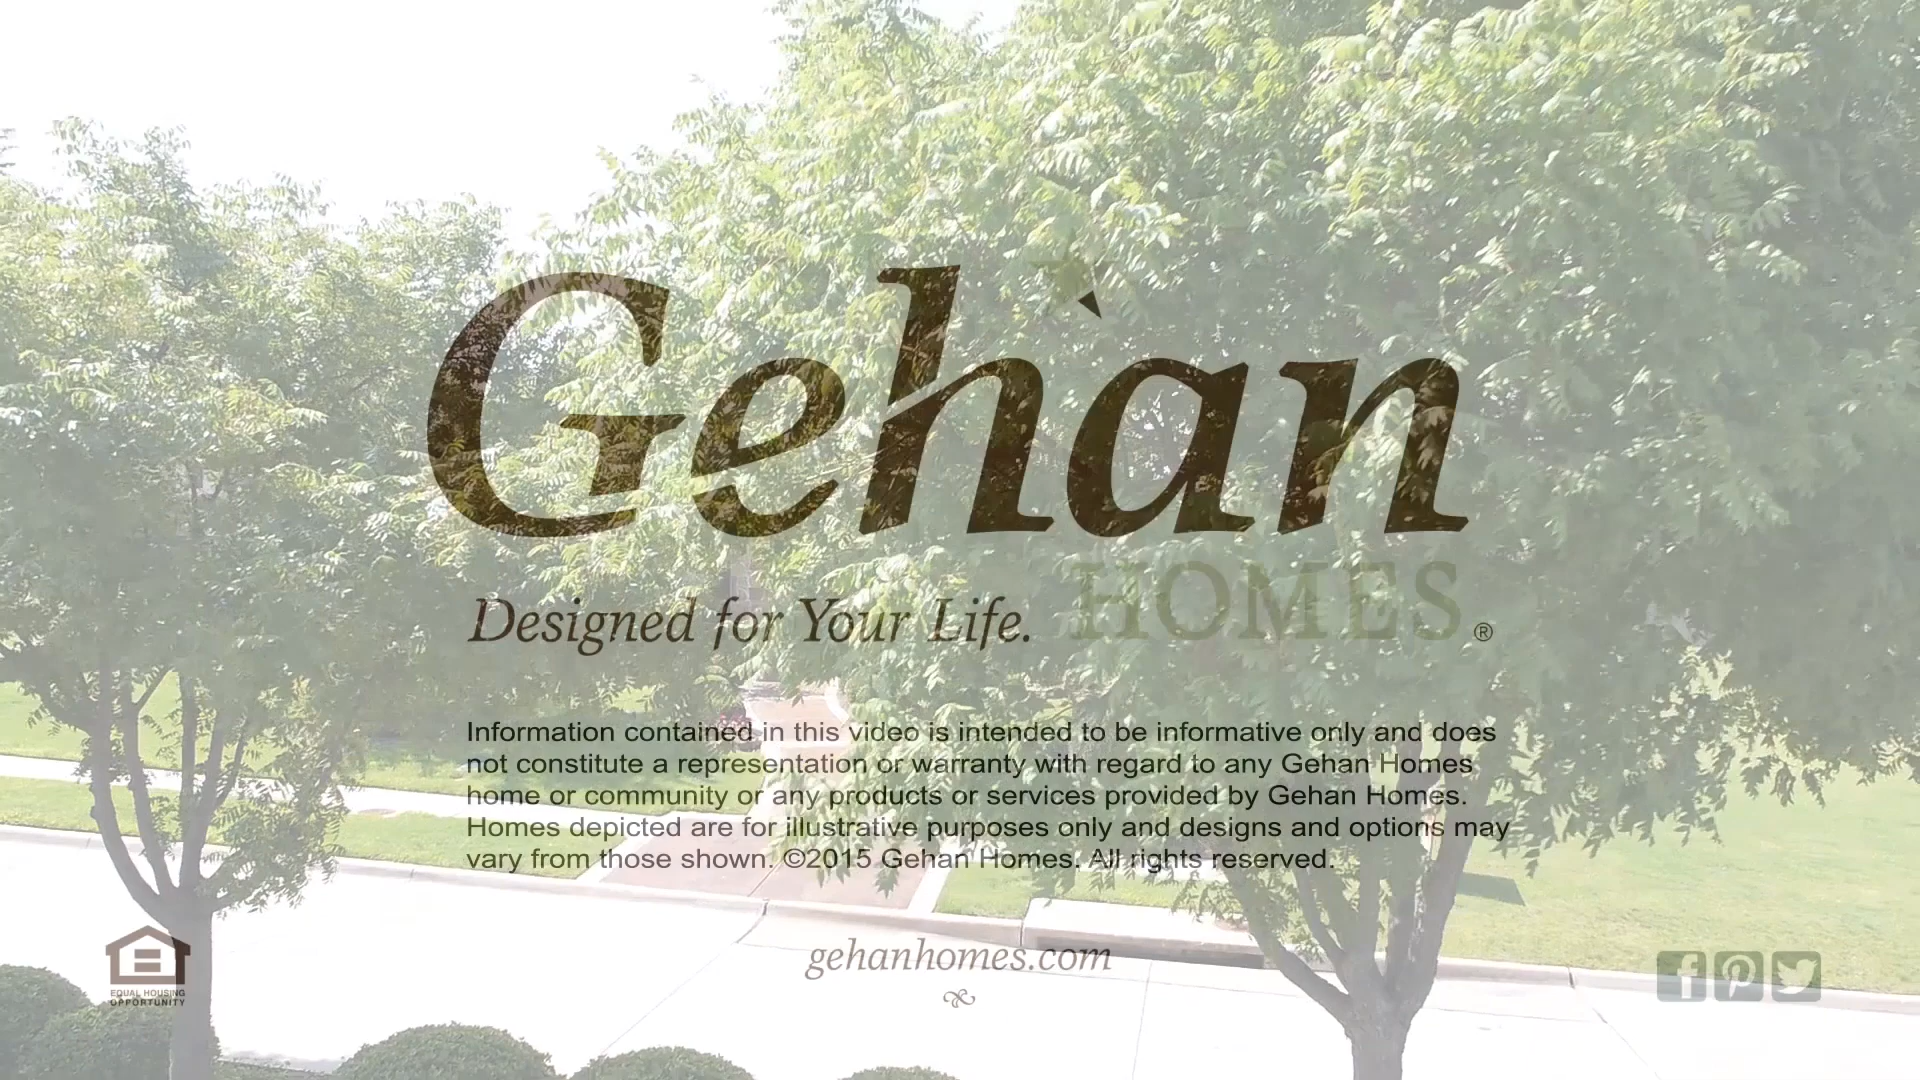 Gehan
HOMES®
Designed for Your Life.
Information contained in this video is intended to be informative only and does
not constitute a representation or warranty with regard to any Gehan Homes
home or community or any products or services provided by Gehan Homes.
Homes depicted are for illustrative purposes only and designs and options may
vary from those shown. ©2015 Gehan Homes. All rights reserved.
gehanhomes.com
EQUAL HOUSING
OPPORTUNITY